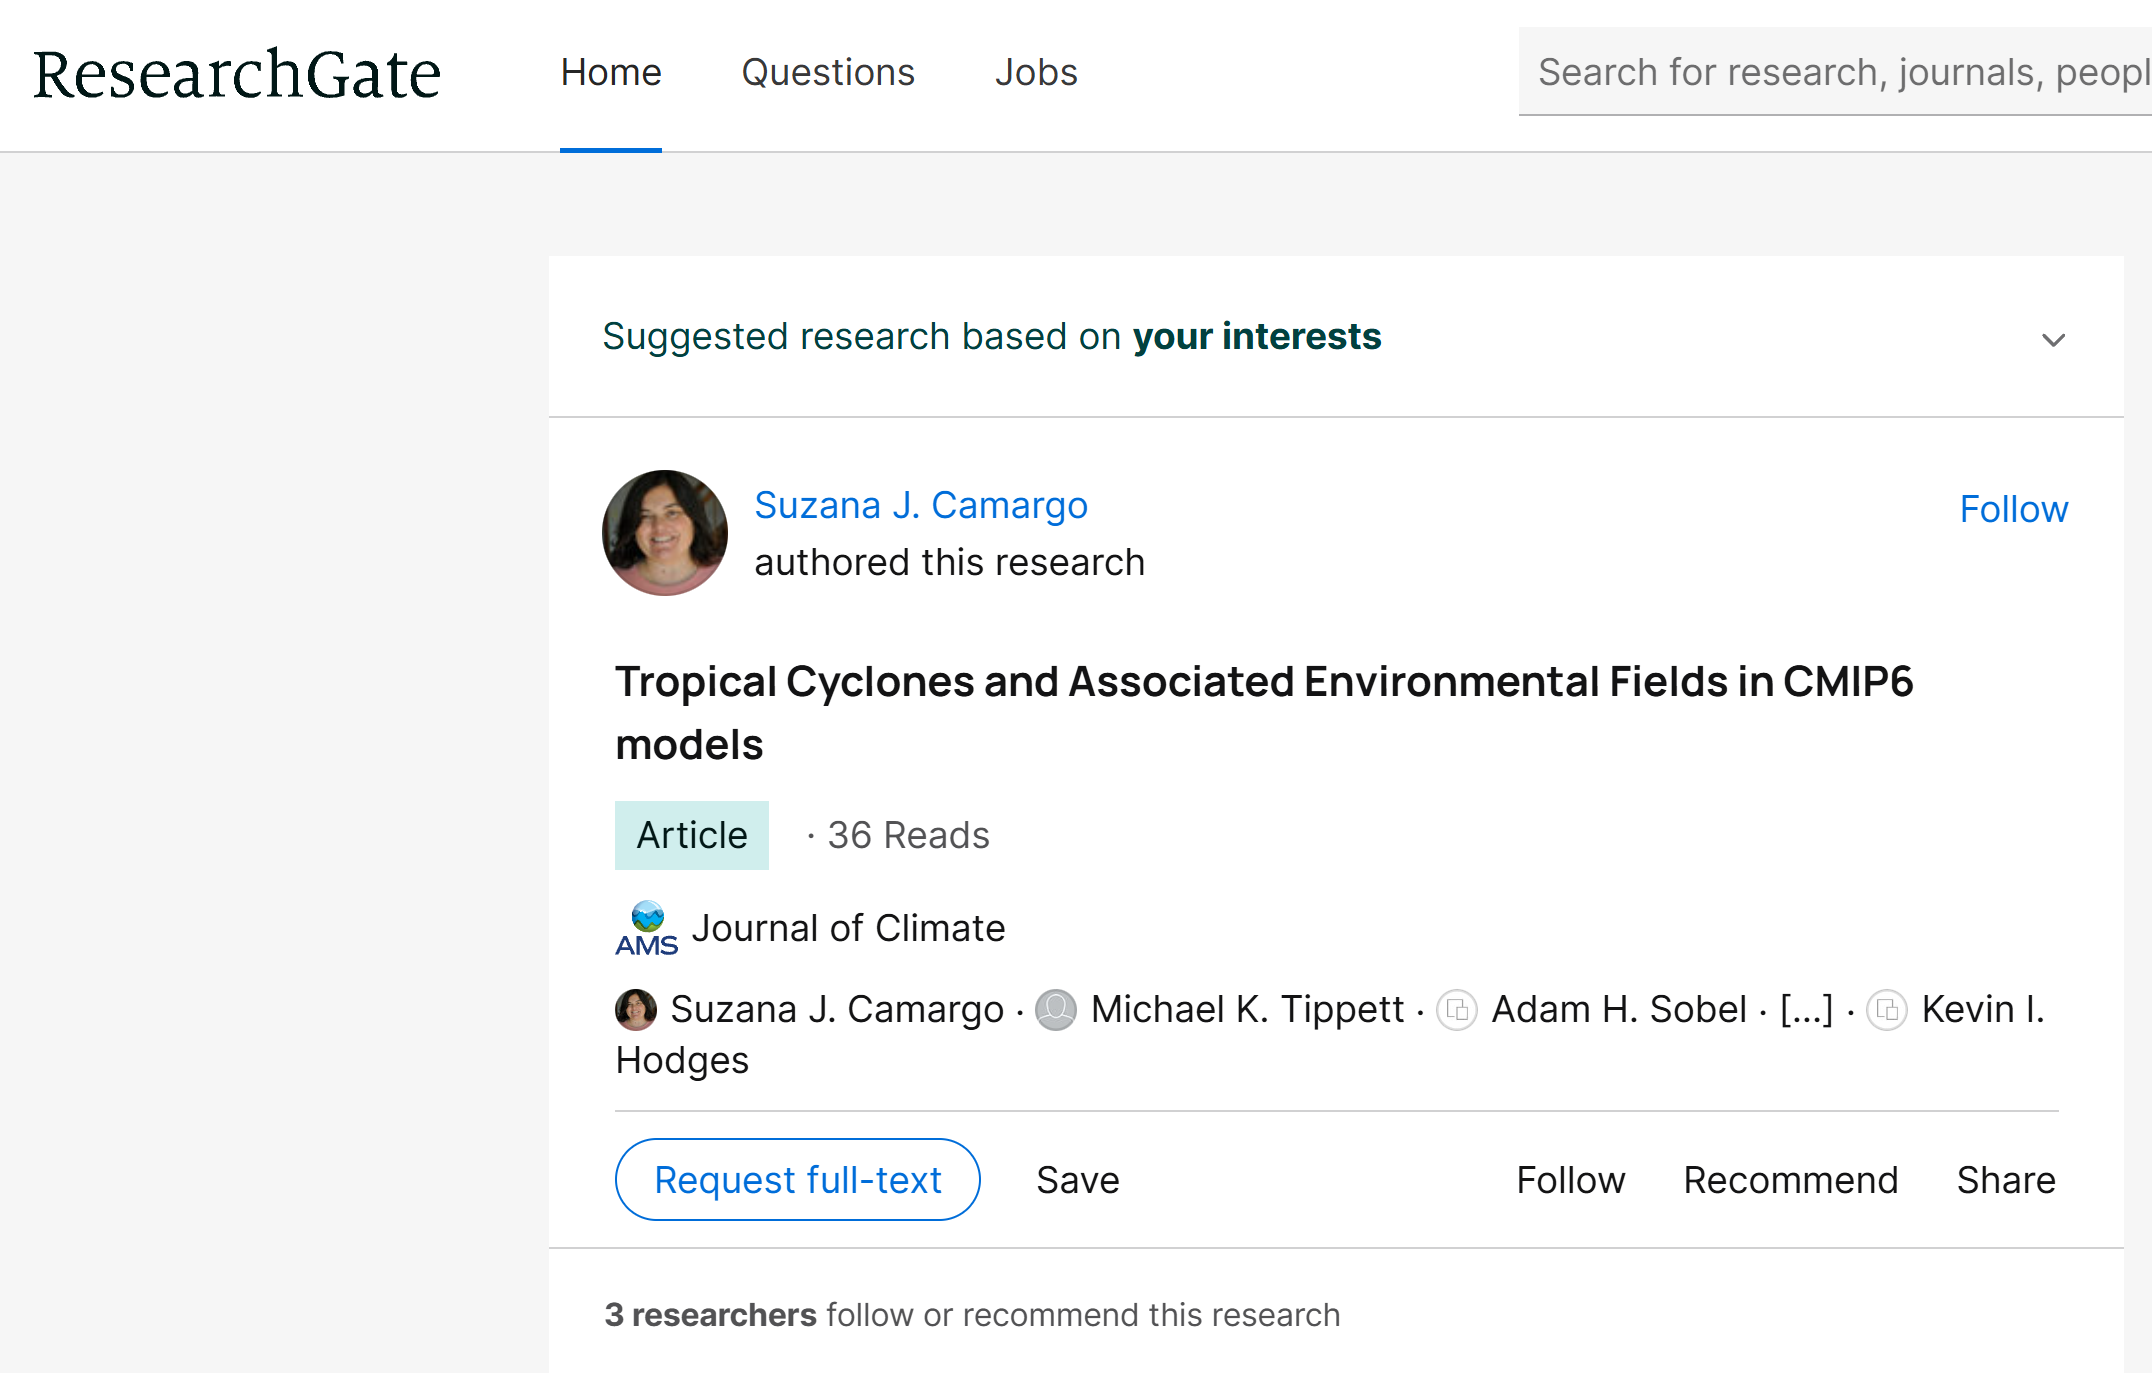 ResearchGate Home Questions Jobs Search for research, journals, peopl
Suggested research based on your interests
Suzana J. Camargo Follow
authored this research
Tropical Cyclones and Associated Environmental Fields in CMIP6
models
Article · 36 Reads
AMS Journal of Climate
Suzana J. Camargo · Michael K. Tippett · Adam H. Sobel · [...] · Kevin I.
Hodges
Request full-text Save Follow Recommend Share
3 researchers follow or recommend this research